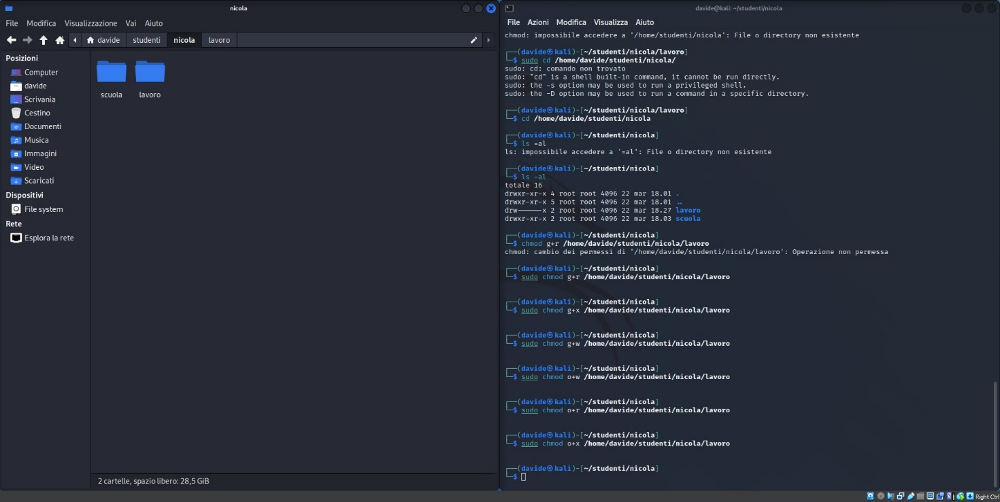 nicola
File Modifica Visualizzazione Vai Aiuto
davide studenti nicola lavoro
Posizioni
Computer
davide
Scrivania
Cestino
Documenti
Musica
Immagini
Video
Scaricati
Dispositivi
File system
Rete
Esplora la rete
scuola lavoro
2 cartelle, spazio libero: 28,5 GiB
davide@kali: ~/studenti/nicola
File Azioni Modifica Visualizza Aiuto
chmod: impossibile accedere a '/home/studenti/nicola': File o directory non esistente
┌──(davide㉿kali)-[~/studenti/nicola/lavoro]
└─$ sudo cd /home/davide/studenti/nicola/
sudo: cd: comando non trovato
sudo: "cd" is a shell built-in command, it cannot be run directly.
sudo: the -s option may be used to run a privileged shell.
sudo: the -D option may be used to run a command in a specific directory.
┌──(davide㉿kali)-[~/studenti/nicola/lavoro]
└─$ cd /home/davide/studenti/nicola
┌──(davide㉿kali)-[~/studenti/nicola]
└─$ ls =al
ls: impossibile accedere a '=al': File o directory non esistente
┌──(davide㉿kali)-[~/studenti/nicola]
└─$ ls -al
totale 16
drwxr-xr-x 4 root root 4096 22 mar 18.01 .
drwxr-xr-x 5 root root 4096 22 mar 18.01 ..
drw------x 2 root root 4096 22 mar 18.27 lavoro
drwxr-xr-x 2 root root 4096 22 mar 18.03 scuola
┌──(davide㉿kali)-[~/studenti/nicola]
└─$ chmod g+r /home/davide/studenti/nicola/lavoro
chmod: cambio dei permessi di '/home/davide/studenti/nicola/lavoro': Operazione non permessa
┌──(davide㉿kali)-[~/studenti/nicola]
└─$ sudo chmod g+r /home/davide/studenti/nicola/lavoro
┌──(davide㉿kali)-[~/studenti/nicola]
└─$ sudo chmod g+x /home/davide/studenti/nicola/lavoro
┌──(davide㉿kali)-[~/studenti/nicola]
└─$ sudo chmod g+w /home/davide/studenti/nicola/lavoro
┌──(davide㉿kali)-[~/studenti/nicola]
└─$ sudo chmod o+w /home/davide/studenti/nicola/lavoro
┌──(davide㉿kali)-[~/studenti/nicola]
└─$ sudo chmod o+r /home/davide/studenti/nicola/lavoro
┌──(davide㉿kali)-[~/studenti/nicola]
└─$ sudo chmod o+x /home/davide/studenti/nicola/lavoro
┌──(davide㉿kali)-[~/studenti/nicola]
└─$
Right Ctrl